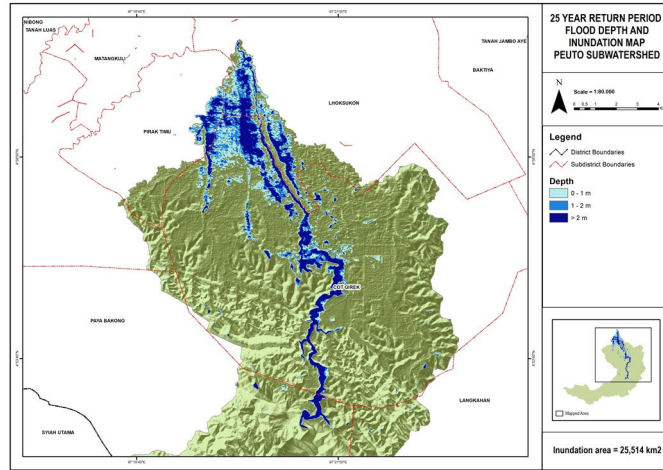 25 YEAR RETURN PERIOD
FLOOD DEPTH AND
INUNDATION MAP
PEUTO SUBWATERSHED
N
Scale = 1:80.000
Legend
District Boundaries
Subdistrict Boundaries
Depth
0 - 1 m
1 - 2 m
> 2 m
Mapped Area
Inundation area = 25,514 km2
NIBONG
TANAH LUAS
MATANGKULI
TANAH JAMBO AYE
BAKTIYA
LHOKSUKON
PIRAK TIMU
COT GIREK
PAYA BAKONG
LANGKAHAN
SYIAH UTAMA